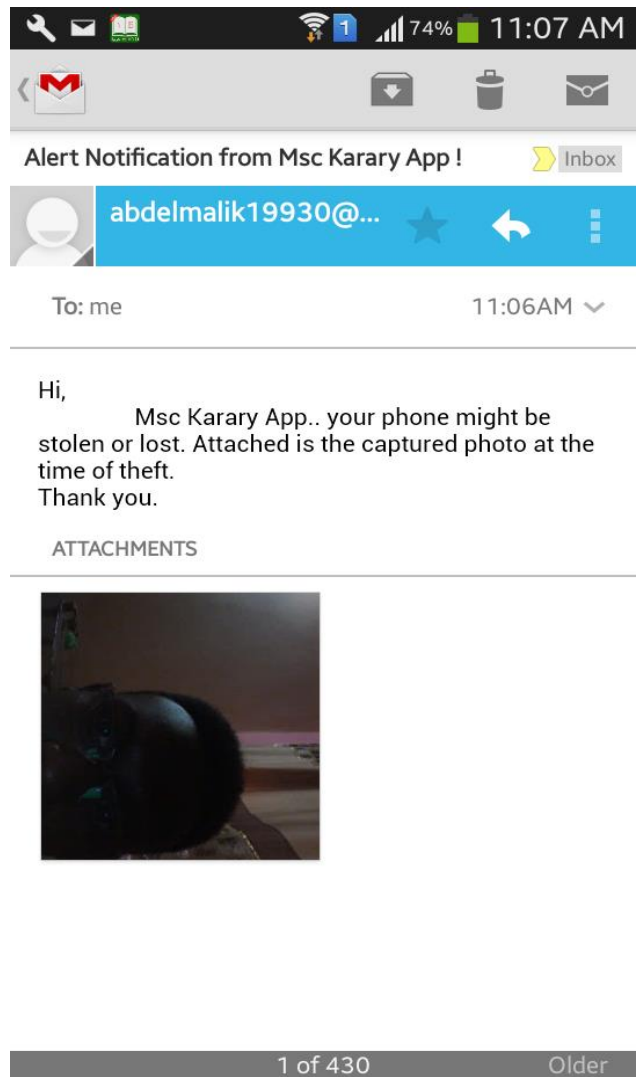 1 74% 11:07 AM
Alert Notification from Msc Karary App ! Inbox
abdelmalik19930@...
To: me 11:06AM
Hi,
Msc Karary App.. your phone might be
stolen or lost. Attached is the captured photo at the
time of theft.
Thank you.
ATTACHMENTS
1 of 430 Older